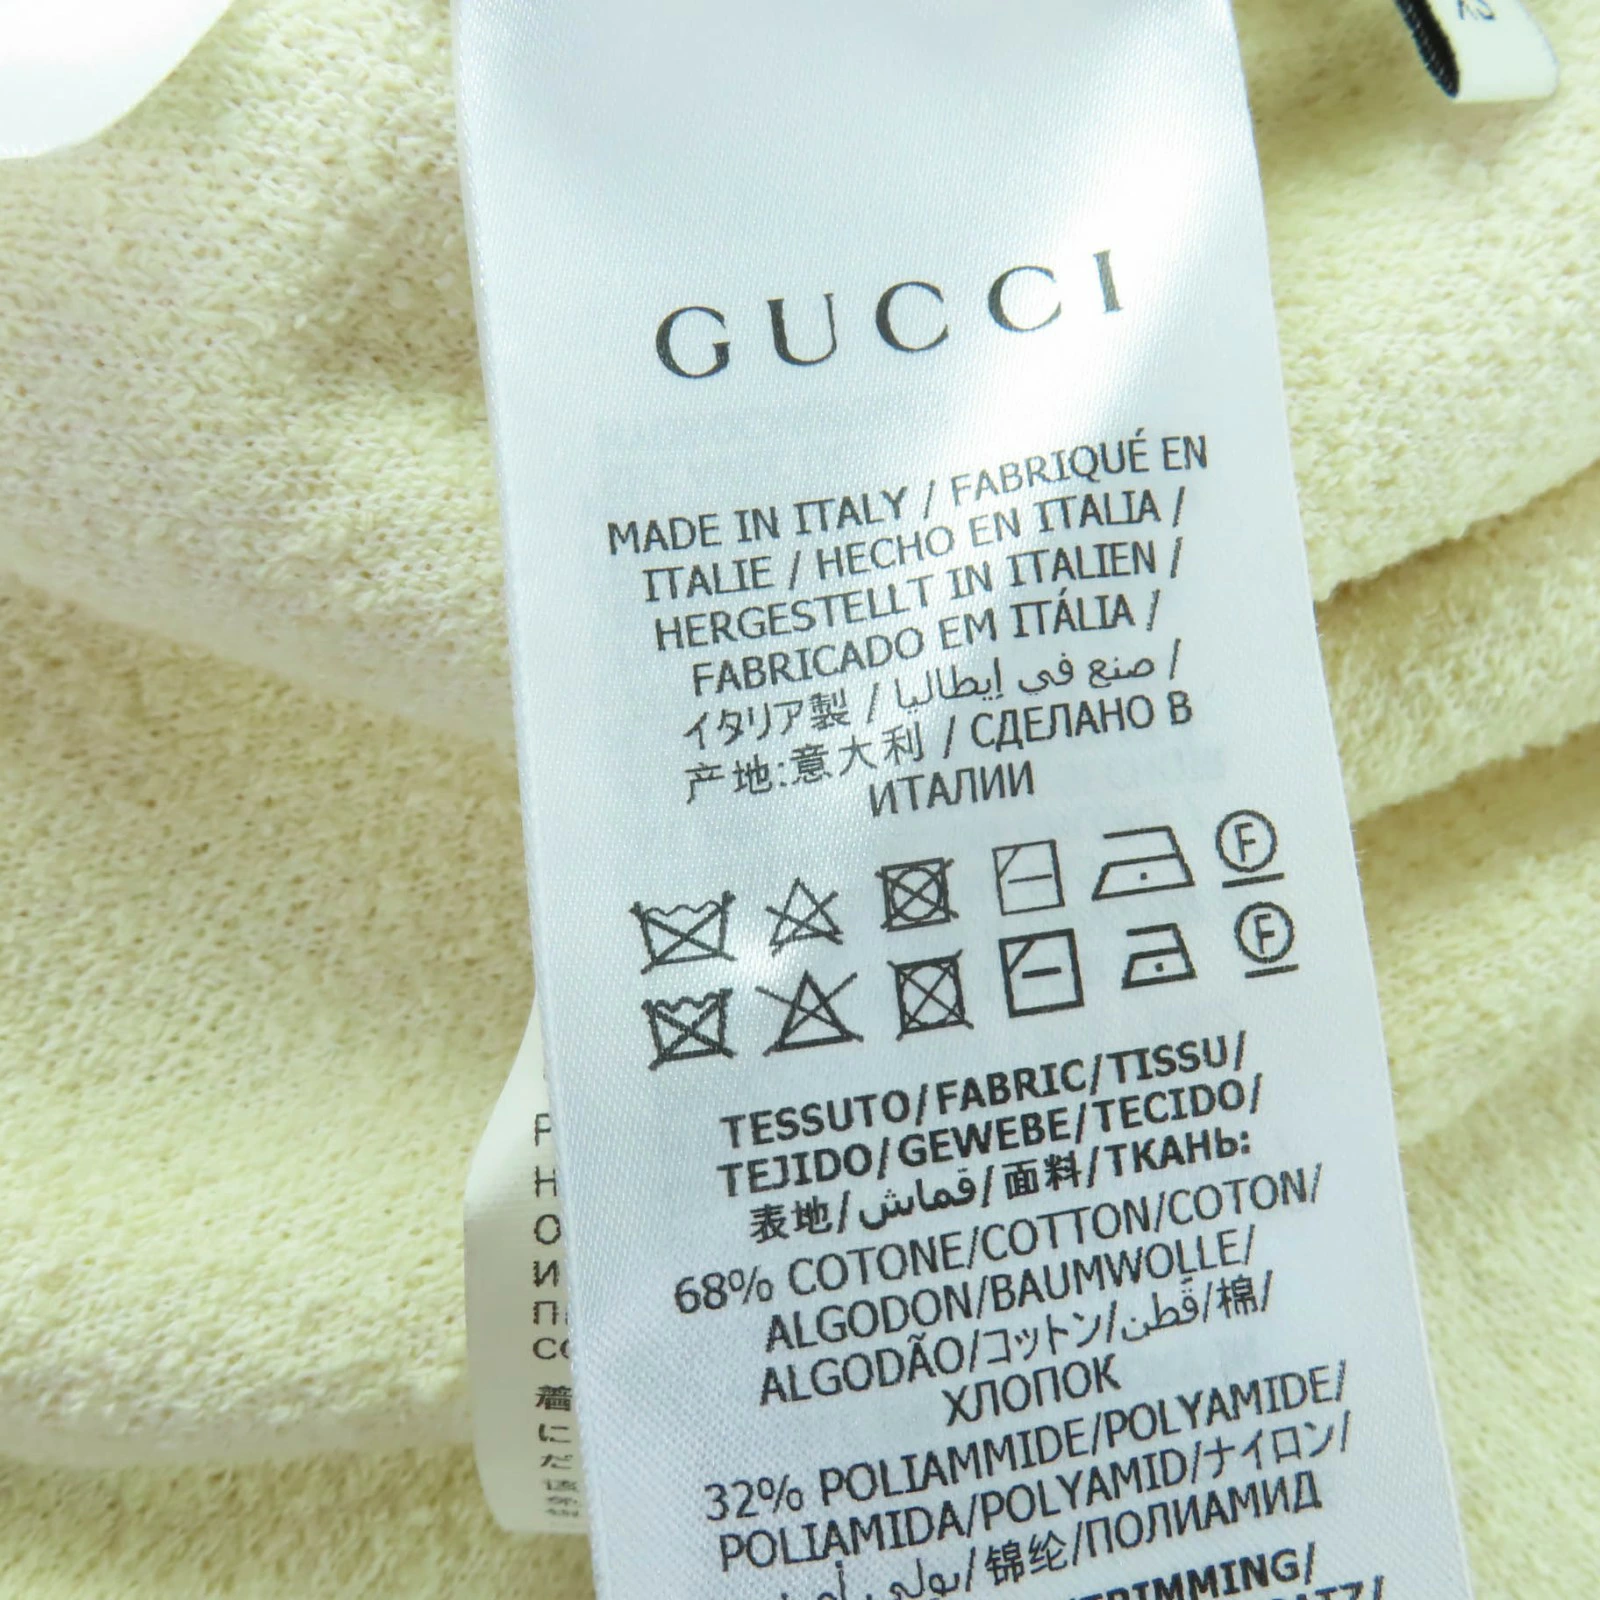 GUCCI
MADE IN ITALY / FABRIQUÉ EN
ITALIE / HECHO EN ITALIA /
HERGESTELLT IN ITALIEN /
FABRICADO EM ITÁLIA /
イタリア製 / صنع في إيطاليا /
产地:意大利 / СДЕЛАНО В
ИТАЛИИ
F
F
TESSUTO/FABRIC/TISSU/
TEJIDO/GEWEBE/TECIDO/
表地/قماش/面料/ТКАНЬ:
68% COTONE/COTTON/COTON/
ALGODON/BAUMWOLLE/
ALGODÃO/コットン/قطن/棉/
ХЛОПОК
32% POLIAMMIDE/POLYAMIDE/
POLIAMIDA/POLYAMID/ナイロン/
بولي أميد/锦纶/ПОЛИАМИД
TRIMMING/